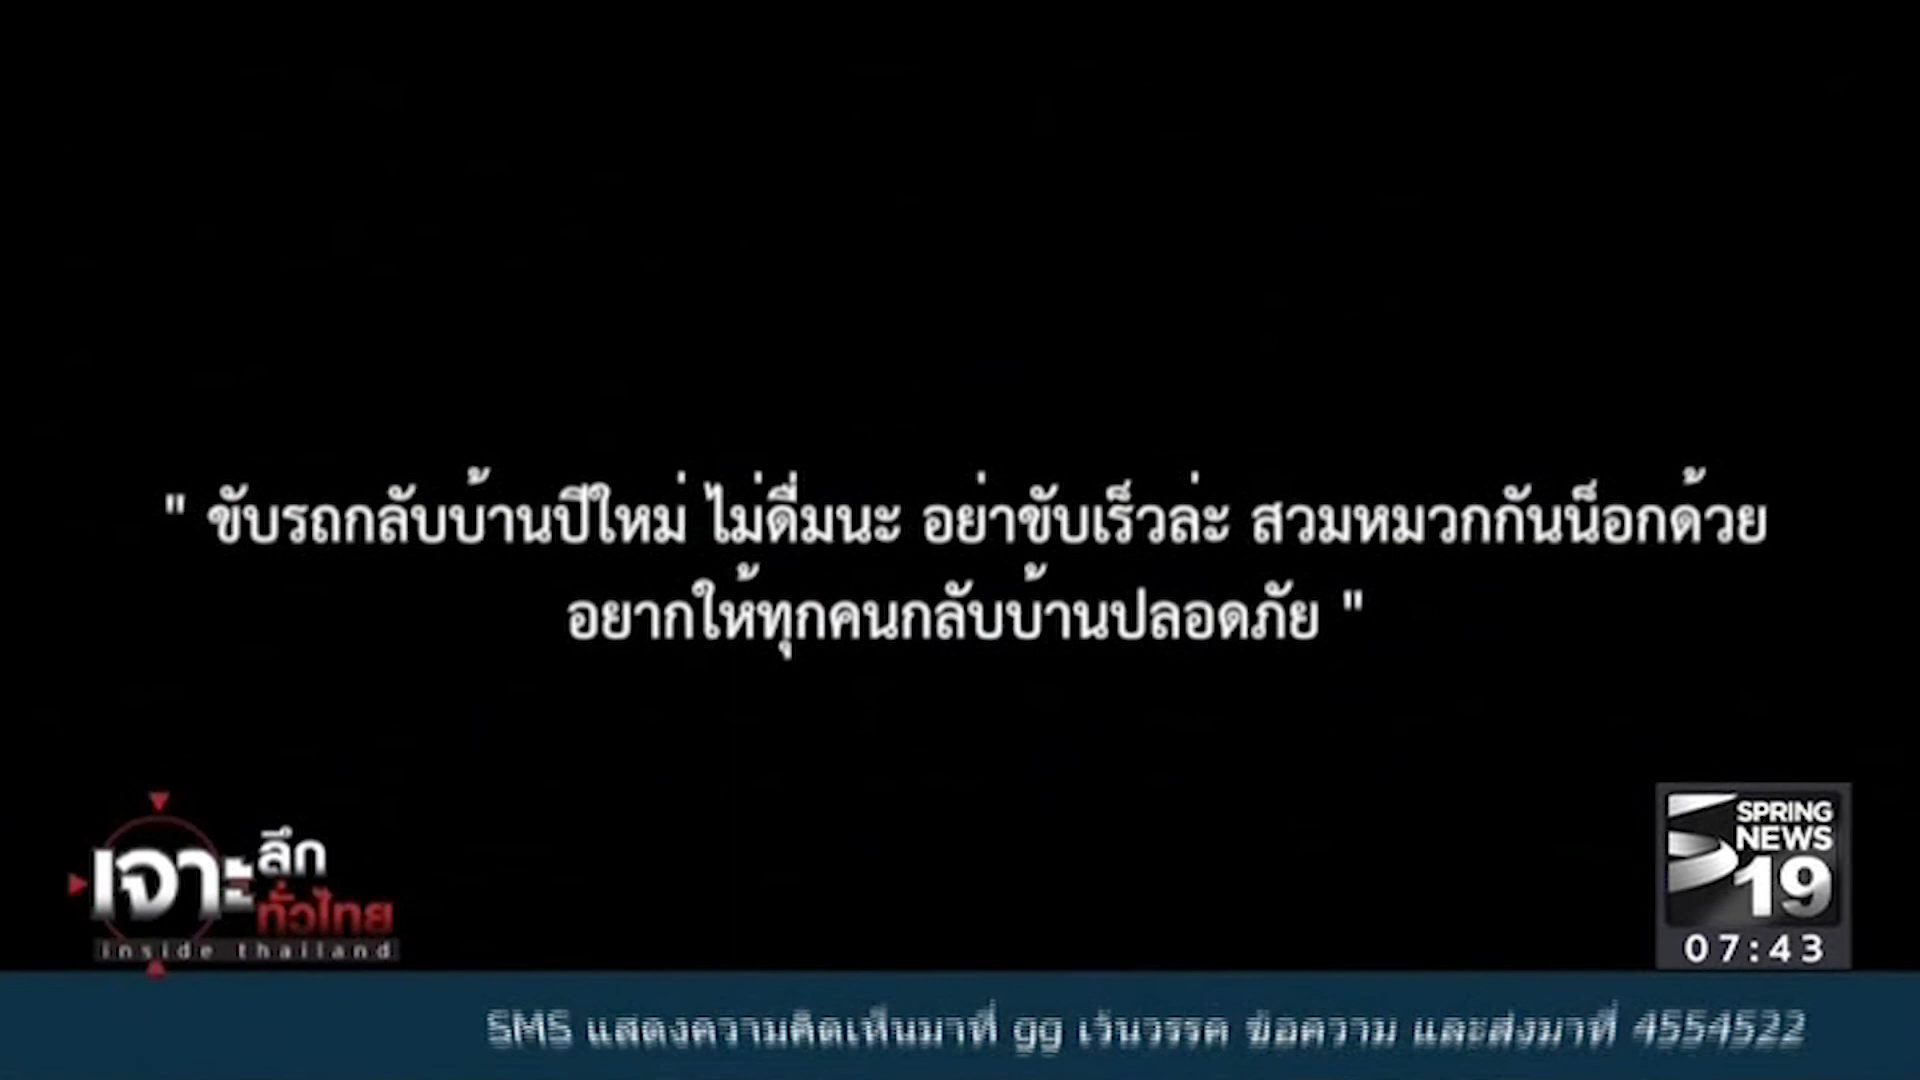 " ขับรถกลับบ้านปีใหม่ ไม่ดื่มนะ อย่าขับเร็วล่ะ สวมหมวกกันน็อกด้วย
อยากให้ทุกคนกลับบ้านปลอดภัย "
เจาะลึก
ทั่วไทย
inside thailand
SPRING
NEWS
19
07:43
SMS แสดงความคิดเห็นมาที่ gg เว้นวรรค ข้อความ และส่งมาที่ 4554522